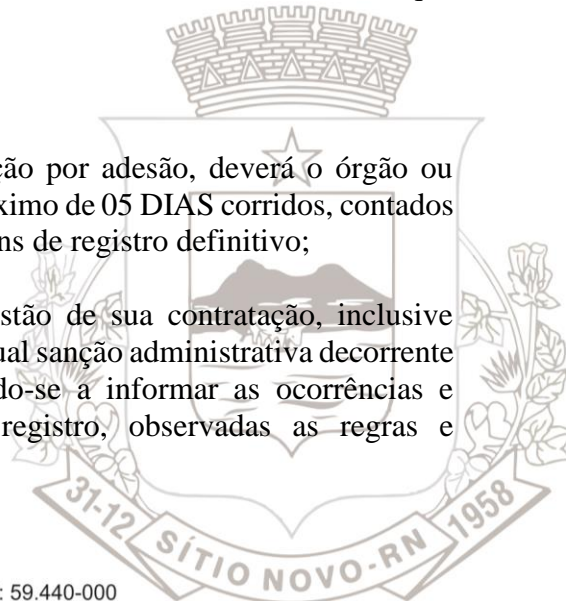 ção por adesão, deverá o órgão ou
ximo de 05 DIAS corridos, contados
ns de registro definitivo;
stão de sua contratação, inclusive
ual sanção administrativa decorrente
do-se a informar as ocorrências e
registro, observadas as regras e
31-12 SÍTIO NOVO-RN 1958
: 59.440-000